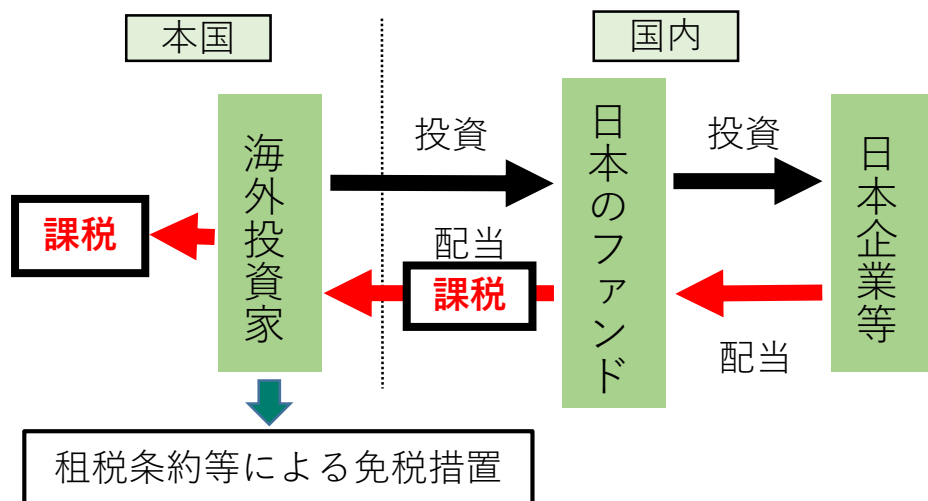 本国
国内
海外投資家
投資
日本のファンド
投資
日本企業等
課税
配当
課税
配当
租税条約等による免税措置